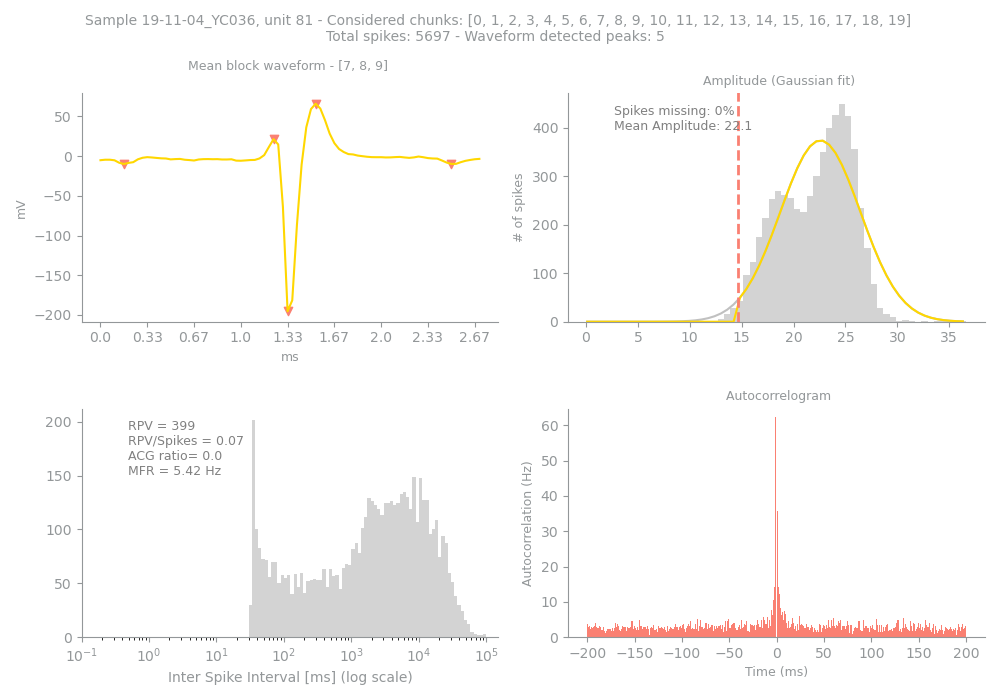 Sample 19-11-04_YC036, unit 81 - Considered chunks: [0, 1, 2, 3, 4, 5, 6, 7, 8, 9, 10, 11, 12, 13, 14, 15, 16, 17, 18, 19]
Total spikes: 5697 - Waveform detected peaks: 5
Mean block waveform - [7, 8, 9]
50
0
−50
−100
−150
−200
mV
0.0 0.33 0.67 1.0 1.33 1.67 2.0 2.33 2.67
ms
Amplitude (Gaussian fit)
Spikes missing: 0%
Mean Amplitude: 22.1
400
300
200
100
0
# of spikes
0 5 10 15 20 25 30 35
RPV = 399
RPV/Spikes = 0.07
ACG ratio= 0.0
MFR = 5.42 Hz
200
150
100
50
0
10⁻¹ 10⁰ 10¹ 10² 10³ 10⁴ 10⁵
Inter Spike Interval [ms] (log scale)
Autocorrelogram
60
50
40
30
20
10
0
Autocorrelation (Hz)
−200 −150 −100 −50 0 50 100 150 200
Time (ms)